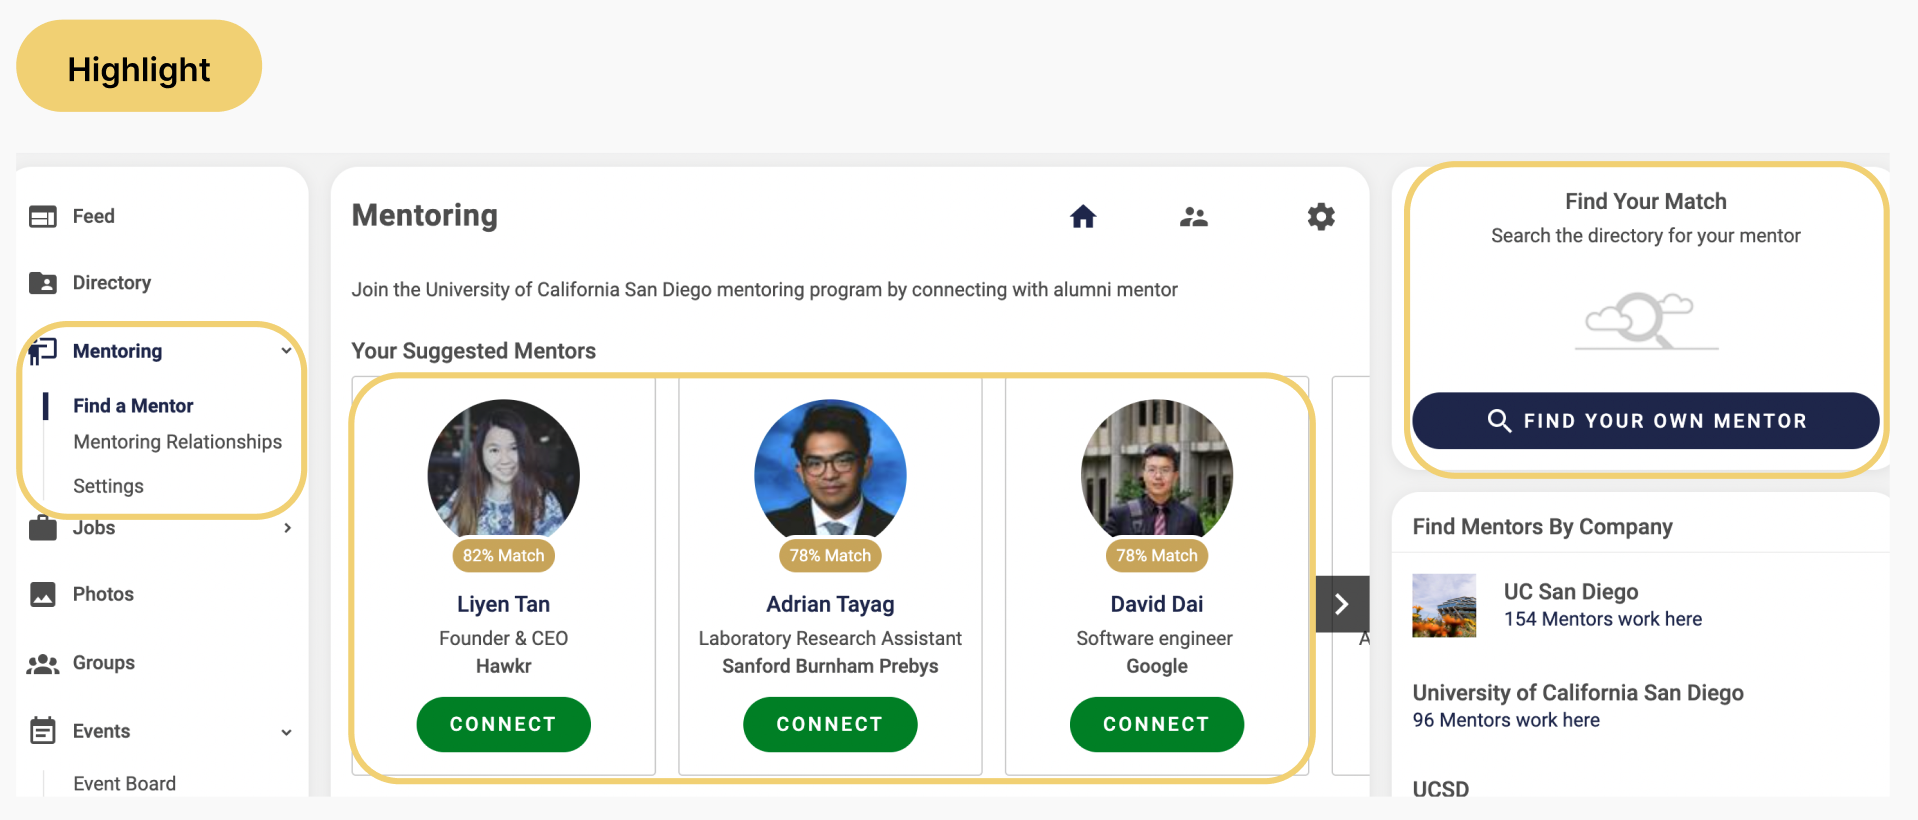 Highlight
Feed
Directory
Mentoring
Find a Mentor
Mentoring Relationships
Settings
Jobs
Photos
Groups
Events
Event Board
Mentoring
Join the University of California San Diego mentoring program by connecting with alumni mentor
Your Suggested Mentors
82% Match
Liyen Tan
Founder & CEO
Hawkr
CONNECT
78% Match
Adrian Tayag
Laboratory Research Assistant
Sanford Burnham Prebys
CONNECT
78% Match
David Dai
Software engineer
Google
CONNECT
A
Find Your Match
Search the directory for your mentor
FIND YOUR OWN MENTOR
Find Mentors By Company
UC San Diego
154 Mentors work here
University of California San Diego
96 Mentors work here
UCSD